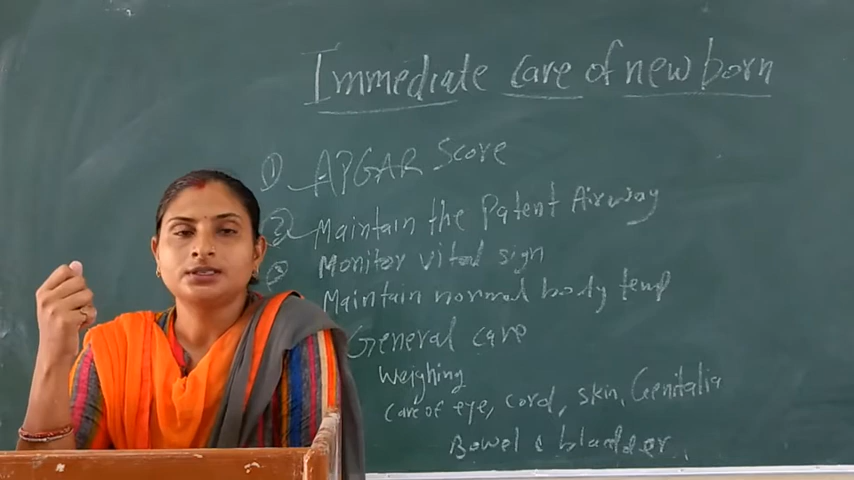 Immediate care of new born
① APGAR Score
② Maintain the Patent Airway
③ Monitor vital sign
Maintain normal body temp
General care
Weighing
care of eye, cord, skin, Genitalia
Bowel & bladder.